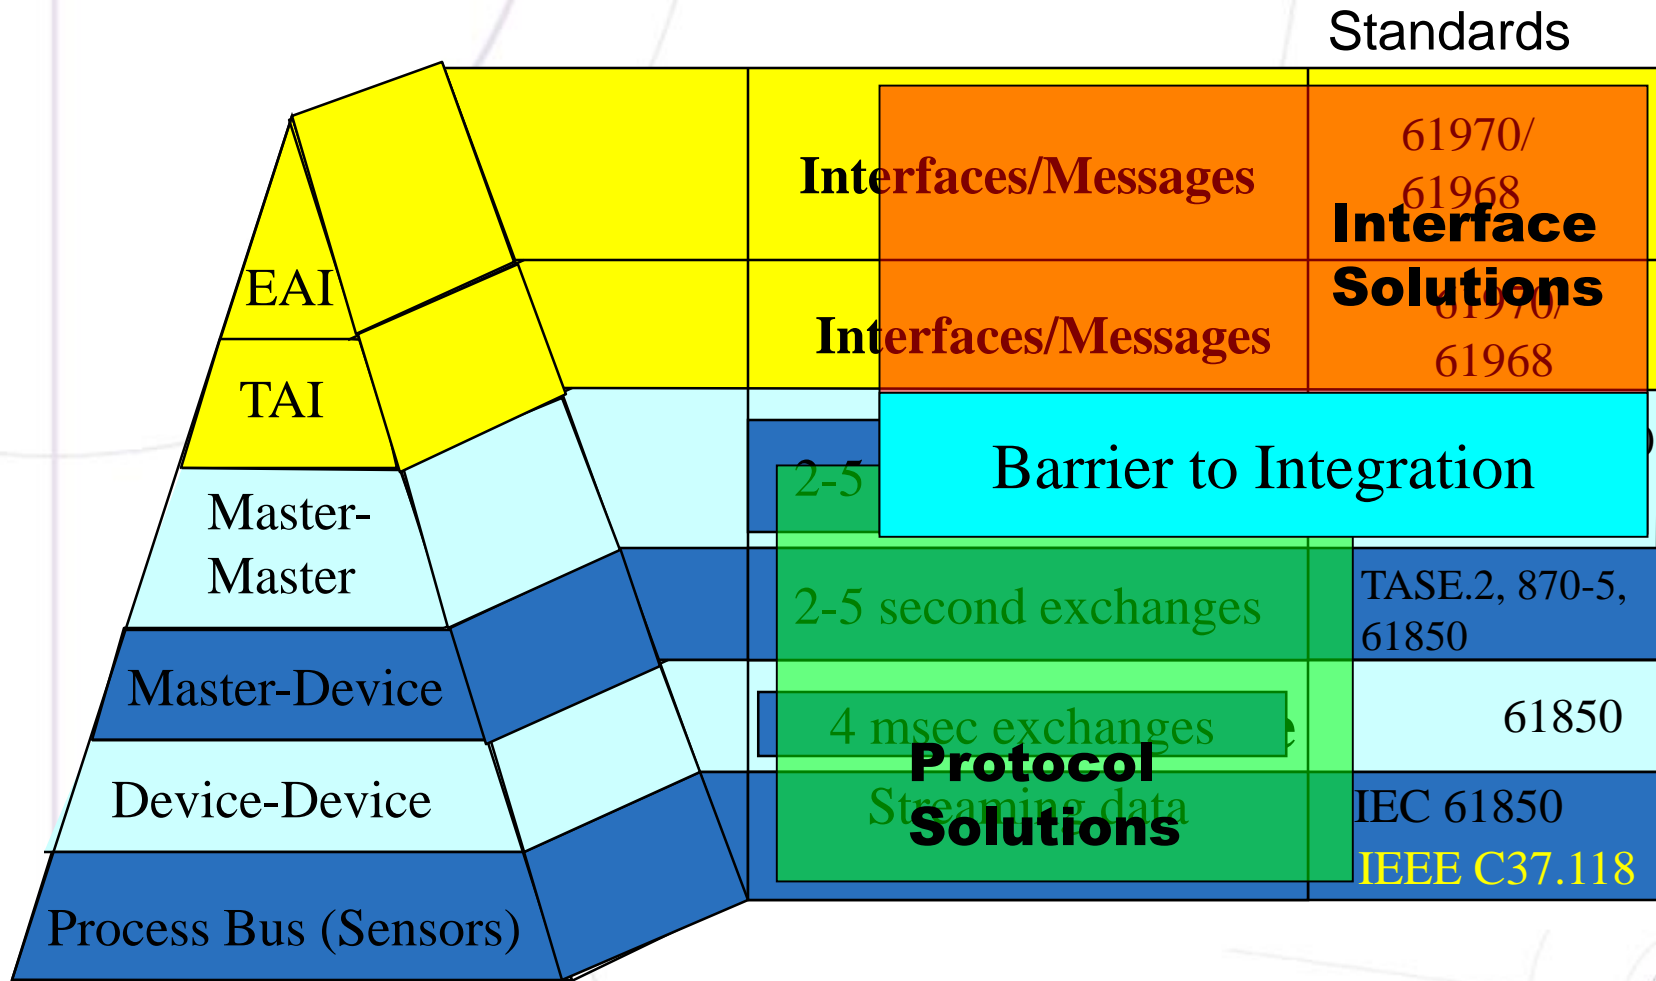 Standards
EAI
TAI
Master-
Master
Master-Device
Device-Device
Process Bus (Sensors)
Interfaces/Messages
61970/
61968
Interface
Solutions
Interfaces/Messages
61970/
61968
2-5
Barrier to Integration
2-5 second exchanges
TASE.2, 870-5,
61850
4 msec exchanges
61850
Protocol
Solutions
Streaming data
IEC 61850
IEEE C37.118